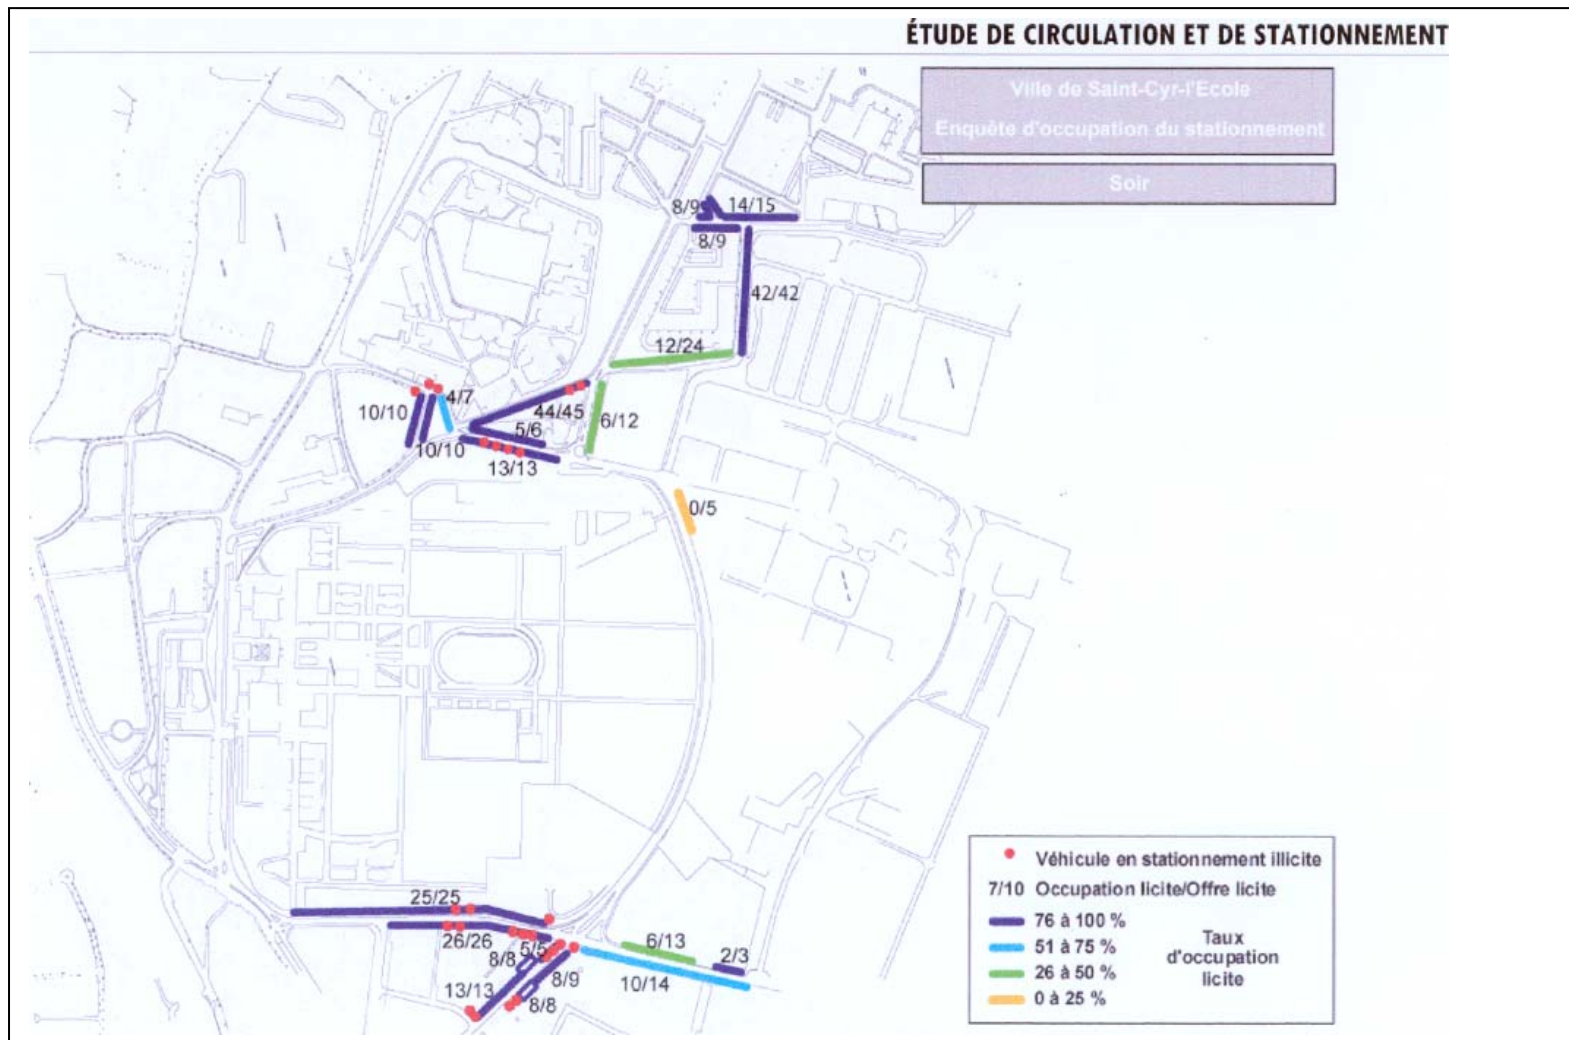 ÉTUDE DE CIRCULATION ET DE STATIONNEMENT
Ville de Saint-Cyr-l'Ecole
Enquête d'occupation du stationnement
Soir
8/9
14/15
8/9
42/42
12/24
4/7
10/10
44/45
6/12
5/6
10/10
13/13
0/5
25/25
26/26
5/5
6/13
2/3
8/8
8/9
10/14
13/13
8/8
Véhicule en stationnement illicite
7/10 Occupation licite/Offre licite
76 à 100 %
51 à 75 %
26 à 50 %
0 à 25 %
Taux
d'occupation
licite